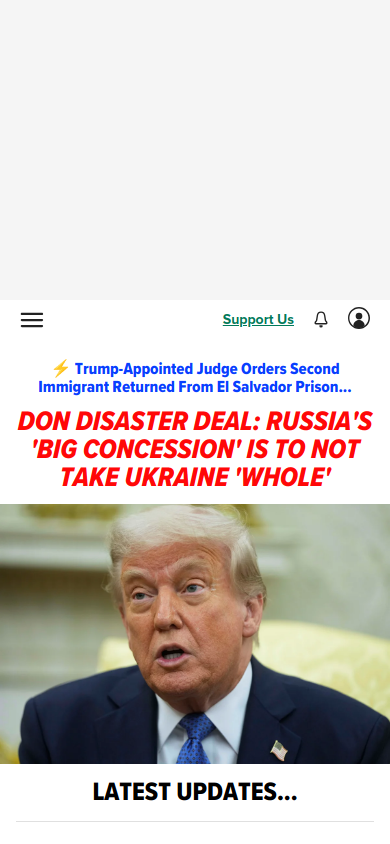 Support Us
⚡ Trump-Appointed Judge Orders Second
Immigrant Returned From El Salvador Prison...
DON DISASTER DEAL: RUSSIA'S
'BIG CONCESSION' IS TO NOT
TAKE UKRAINE 'WHOLE'
LATEST UPDATES...